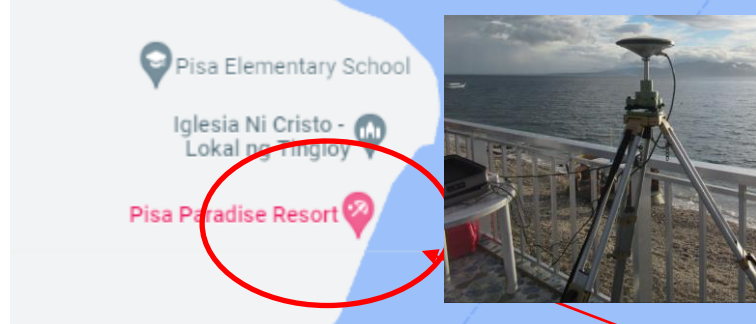 Pisa Elementary School
Iglesia Ni Cristo -
Lokal ng Tingloy
Pisa Paradise Resort